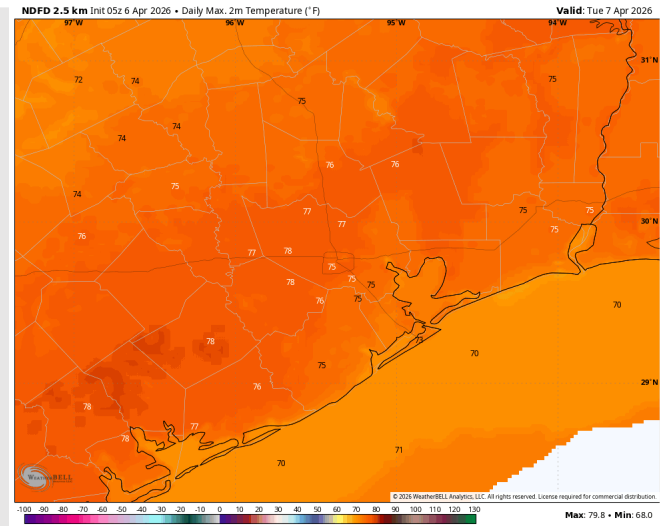 NDFD 2.5 km Init 05z 6 Apr 2026 • Daily Max. 2m Temperature (°F) Valid: Tue 7 Apr 2026
97°W 96°W 95°W 94°W
31°N
72 74 75 75
74
74
75 76 76
74
77 75 75 30°N
77 75
76
77 78
75
78 75 75
76 75
70
78 73
70
75
76 29°N
78
77
78
71
70
WEATHERBELL
© 2026 WeatherBELL Analytics, LLC. All rights reserved. License required for commercial distribution.
-100 -90 -80 -70 -60 -50 -40 -30 -20 -10 0 10 20 30 40 50 60 70 80 90 100 110 120 130
Max: 79.8 • Min: 68.0